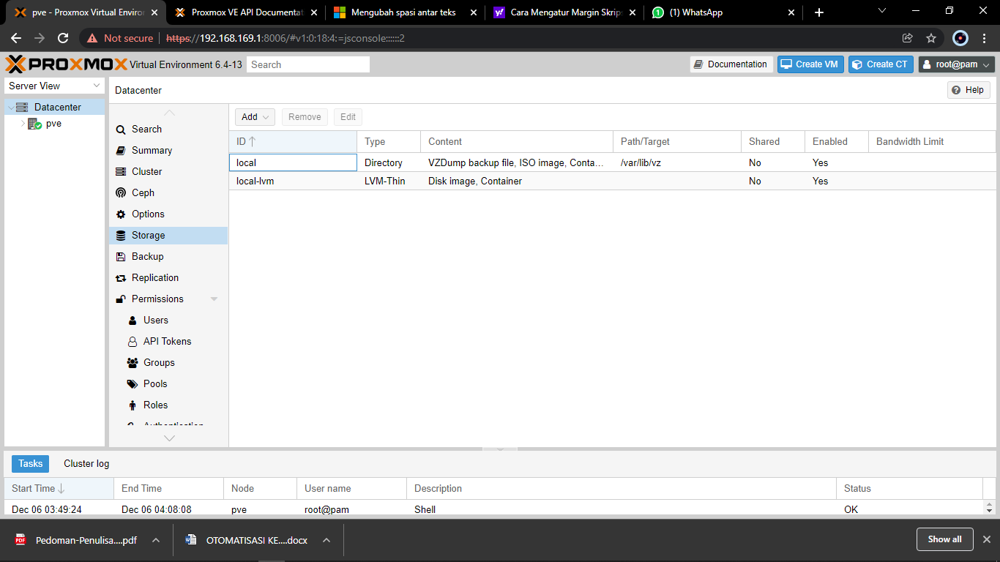 pve - Proxmox Virtual Enviror
Proxmox VE API Documentat
Mengubah spasi antar teks
Cara Mengatur Margin Skrip
(1) WhatsApp
Not secure | https://192.168.169.1:8006/#v1:0:18:4:=jsconsole::::::2
PROXMOX Virtual Environment 6.4-13 Search Documentation Create VM Create CT root@pam
Server View Datacenter Help
Datacenter
pve
Search
Summary
Cluster
Ceph
Options
Storage
Backup
Replication
Permissions
Users
API Tokens
Groups
Pools
Roles
Authentication
Add Remove Edit
ID Type Content Path/Target Shared Enabled Bandwidth Limit
local Directory VZDump backup file, ISO image, Conta... /var/lib/vz No Yes
local-lvm LVM-Thin Disk image, Container No Yes
Tasks Cluster log
Start Time End Time Node User name Description Status
Dec 06 03:49:24 Dec 06 04:08:08 pve root@pam Shell OK
PDF Pedoman-Penulisa....pdf OTOMATISASI KE....docx Show all